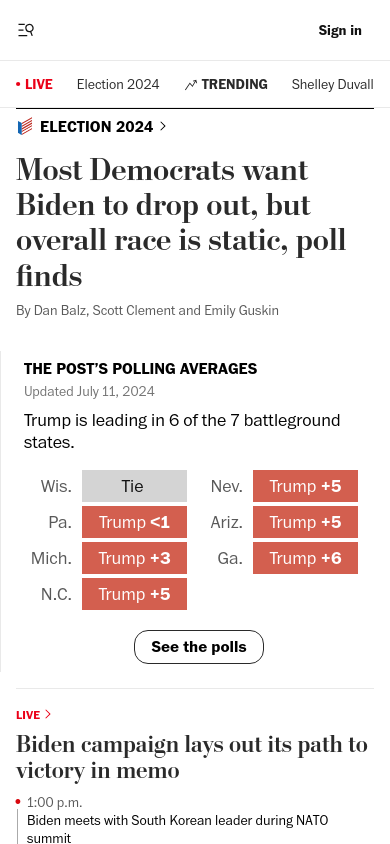 Sign in
LIVE Election 2024 TRENDING Shelley Duvall
ELECTION 2024
Most Democrats want
Biden to drop out, but
overall race is static, poll
finds
By Dan Balz, Scott Clement and Emily Guskin
THE POST'S POLLING AVERAGES
Updated July 11, 2024
Trump is leading in 6 of the 7 battleground
states.
Wis. Tie
Pa. Trump <1
Mich. Trump +3
N.C. Trump +5
Nev. Trump +5
Ariz. Trump +5
Ga. Trump +6
See the polls
LIVE
Biden campaign lays out its path to
victory in memo
1:00 p.m.
Biden meets with South Korean leader during NATO
summit